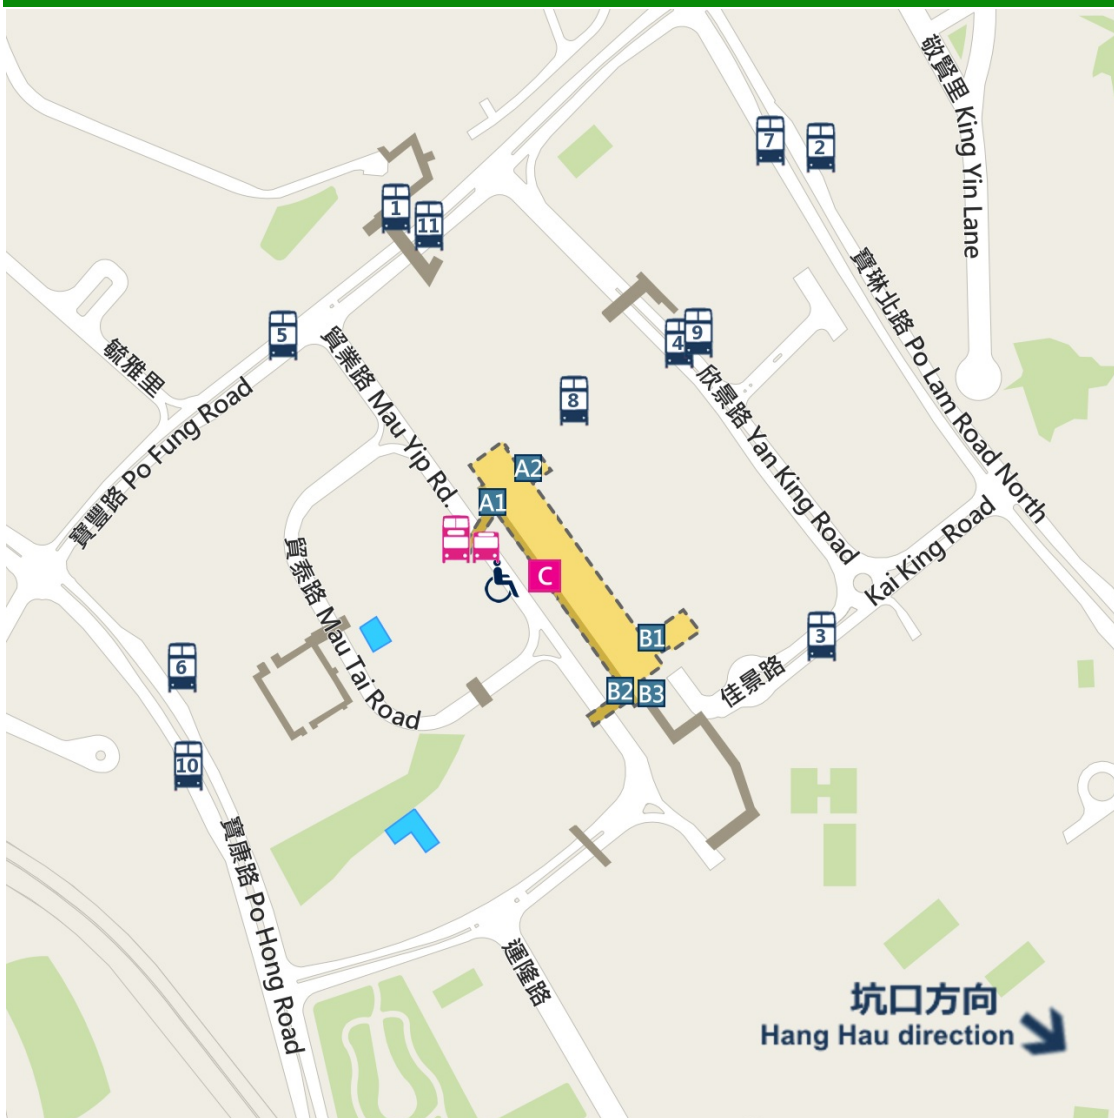 敬賢里 King Yin Lane
7
2
1
11
寶琳北路 Po Lam Road North
5
4
9
毓雅里
貿業路 Mau Yip Rd.
欣景路 Yan King Road
8
寶豐路 Po Fung Road
A2
A1
貿泰路 Mau Tai Road
C
Kai King Road
佳景路
3
B1
B2
B3
6
10
寶康路 Po Hong Road
運隆路
坑口方向
Hang Hau direction